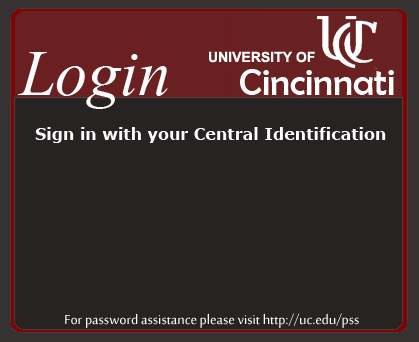 Login
UC
UNIVERSITY OF
Cincinnati
Sign in with your Central Identification
For password assistance please visit http://uc.edu/pss